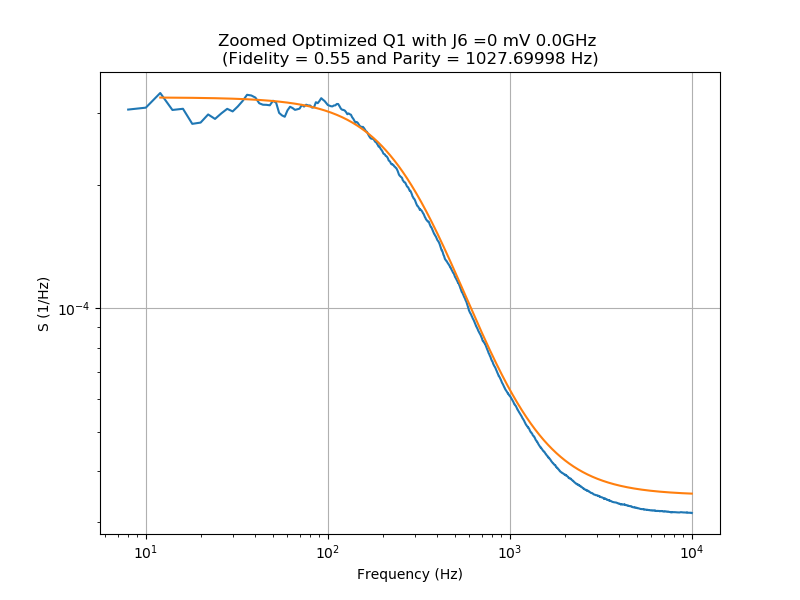 Zoomed Optimized Q1 with J6 =0 mV 0.0GHz
(Fidelity = 0.55 and Parity = 1027.69998 Hz)
S (1/Hz)
10⁻⁴
10¹ 10² 10³ 10⁴
Frequency (Hz)